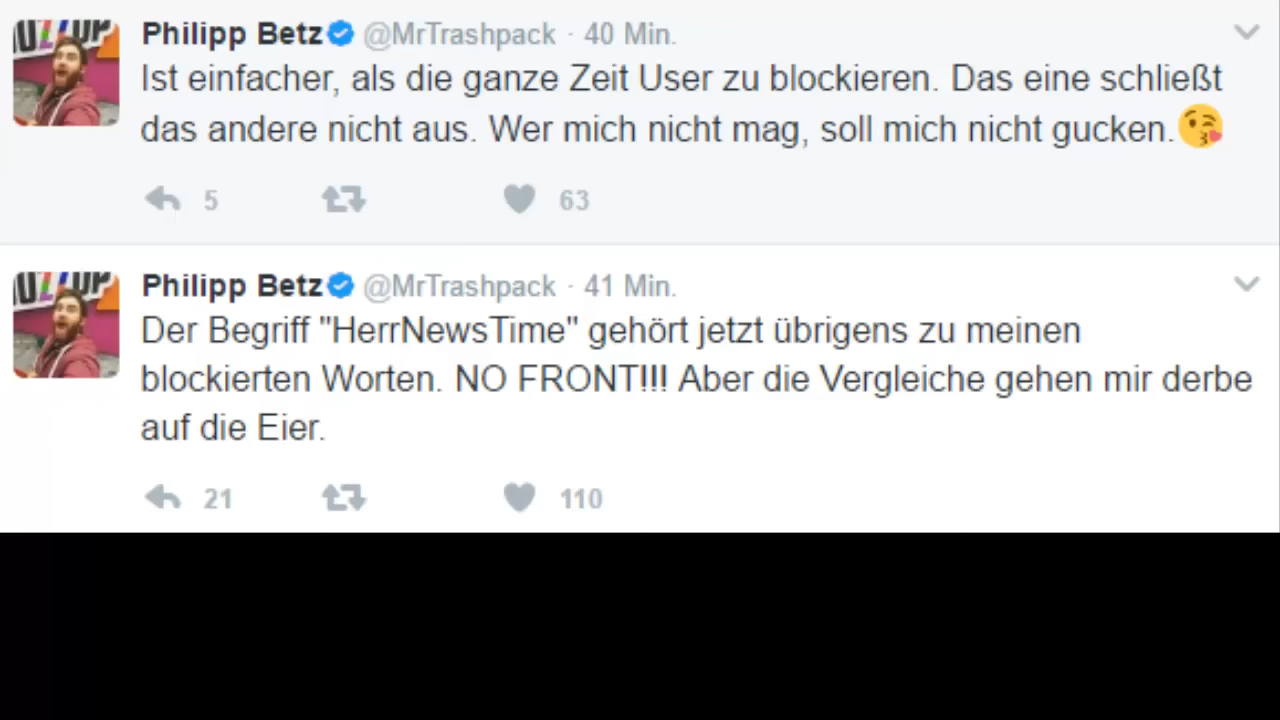 Philipp Betz @MrTrashpack · 40 Min.
Ist einfacher, als die ganze Zeit User zu blockieren. Das eine schließt
das andere nicht aus. Wer mich nicht mag, soll mich nicht gucken.😘
5 63
Philipp Betz @MrTrashpack · 41 Min.
Der Begriff "HerrNewsTime" gehört jetzt übrigens zu meinen
blockierten Worten. NO FRONT!!! Aber die Vergleiche gehen mir derbe
auf die Eier.
21 110